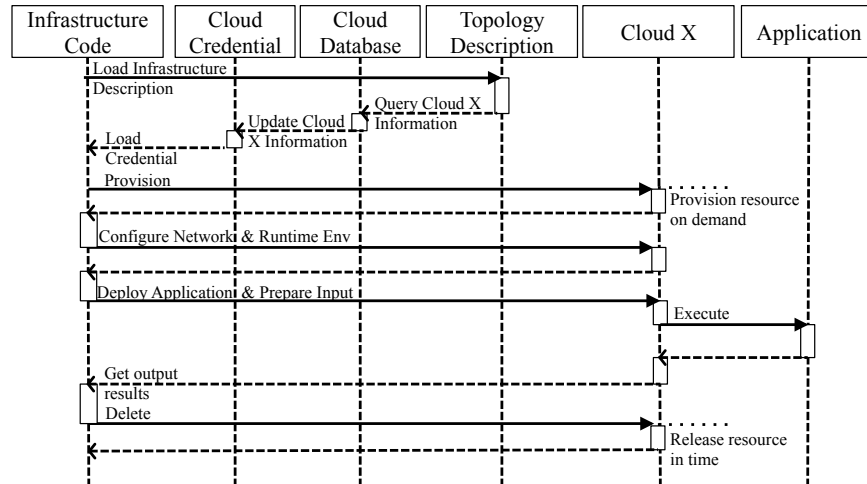 Infrastructure
Code
Cloud
Credential
Cloud
Database
Topology
Description
Cloud X
Application
Load Infrastructure
Description
Query Cloud X
Information
Update Cloud
X Information
Load
Credential
Provision
Provision resource
on demand
Configure Network & Runtime Env
Deploy Application & Prepare Input
Execute
Get output
results
Delete
Release resource
in time